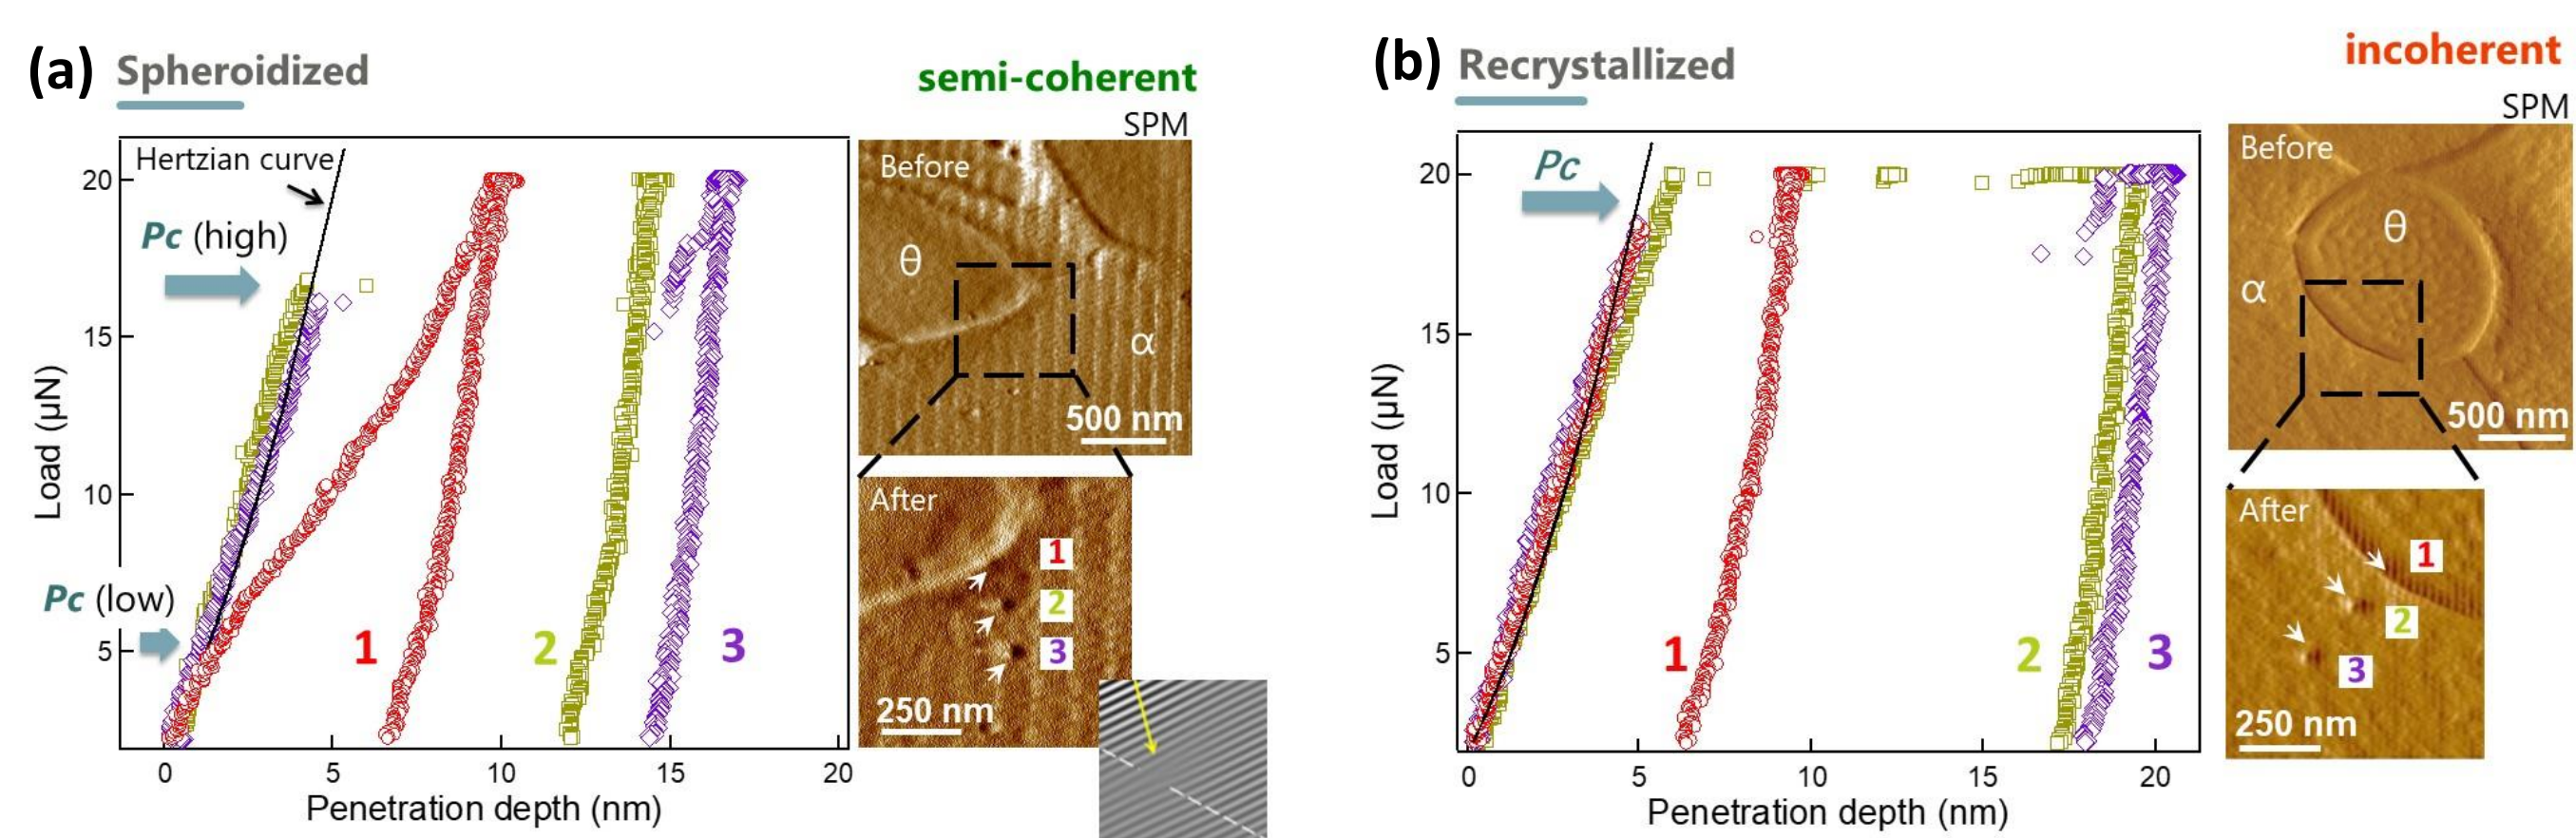 (a) Spheroidized
semi-coherent
SPM
Hertzian curve
Pc (high)
Pc (low)
20
15
10
5
Load (μN)
1
2
3
0
5
10
15
20
Penetration depth (nm)
Before
θ
α
500 nm
After
1
2
3
250 nm
(b) Recrystallized
incoherent
SPM
Pc
20
15
10
5
Load (μN)
1
2
3
0
5
10
15
20
Penetration depth (nm)
Before
θ
α
500 nm
After
1
2
3
250 nm